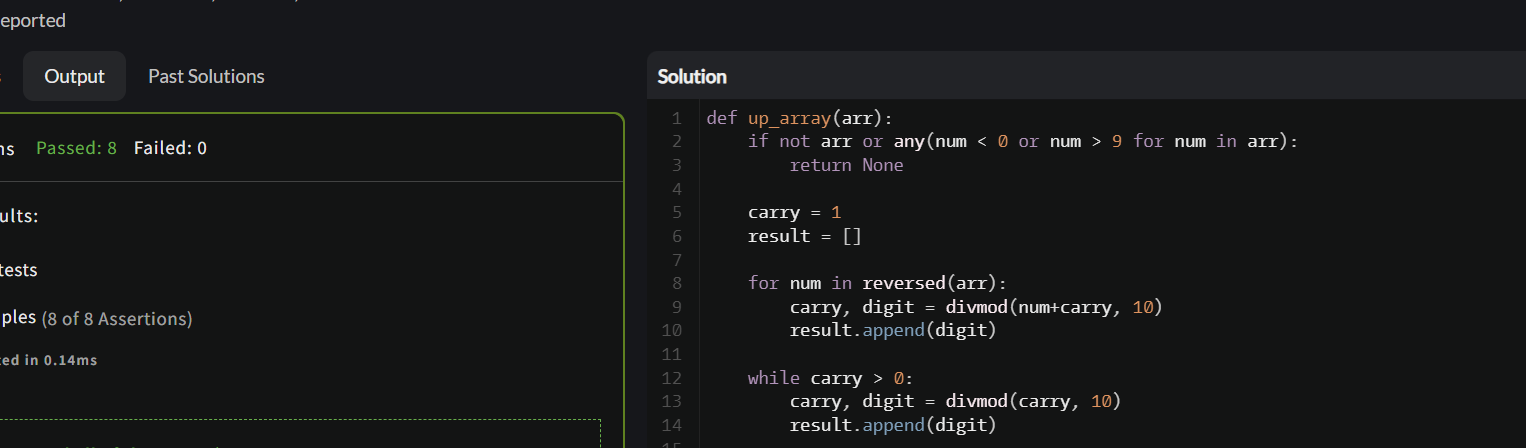 eported
Output Past Solutions
Passed: 8 Failed: 0
ults:
tests
ples (8 of 8 Assertions)
ted in 0.14ms
Solution
1 def up_array(arr):
2     if not arr or any(num < 0 or num > 9 for num in arr):
3         return None
4
5     carry = 1
6     result = []
7
8     for num in reversed(arr):
9         carry, digit = divmod(num+carry, 10)
10         result.append(digit)
11
12     while carry > 0:
13         carry, digit = divmod(carry, 10)
14         result.append(digit)